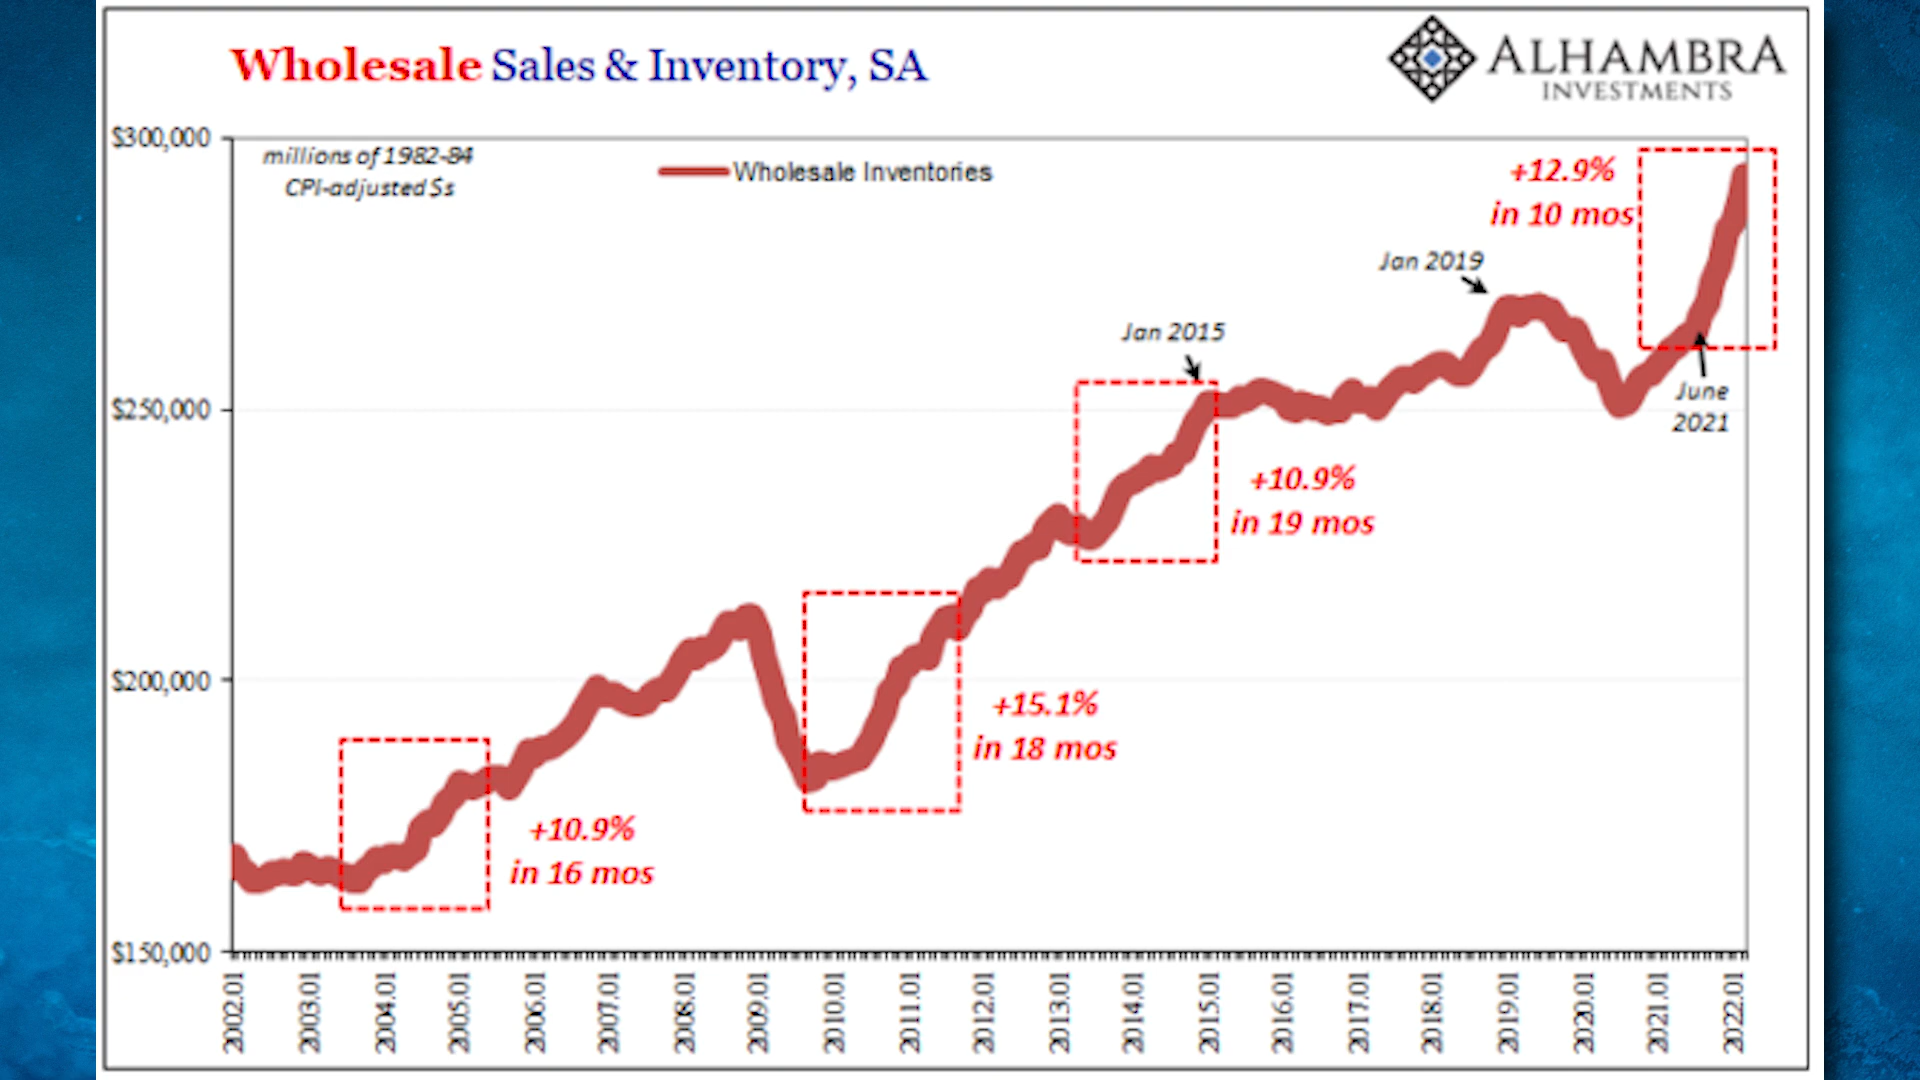 Wholesale Sales & Inventory, SA
ALHAMBRA
INVESTMENTS
$300,000
$250,000
$200,000
$150,000
millions of 1982-84
CPI-adjusted $s
Wholesale Inventories
+12.9%
in 10 mos
Jan 2019
Jan 2015
June
2021
+10.9%
in 19 mos
+15.1%
in 18 mos
+10.9%
in 16 mos
2002.01
2003.01
2004.01
2005.01
2006.01
2007.01
2008.01
2009.01
2010.01
2011.01
2012.01
2013.01
2014.01
2015.01
2016.01
2017.01
2018.01
2019.01
2020.01
2021.01
2022.01